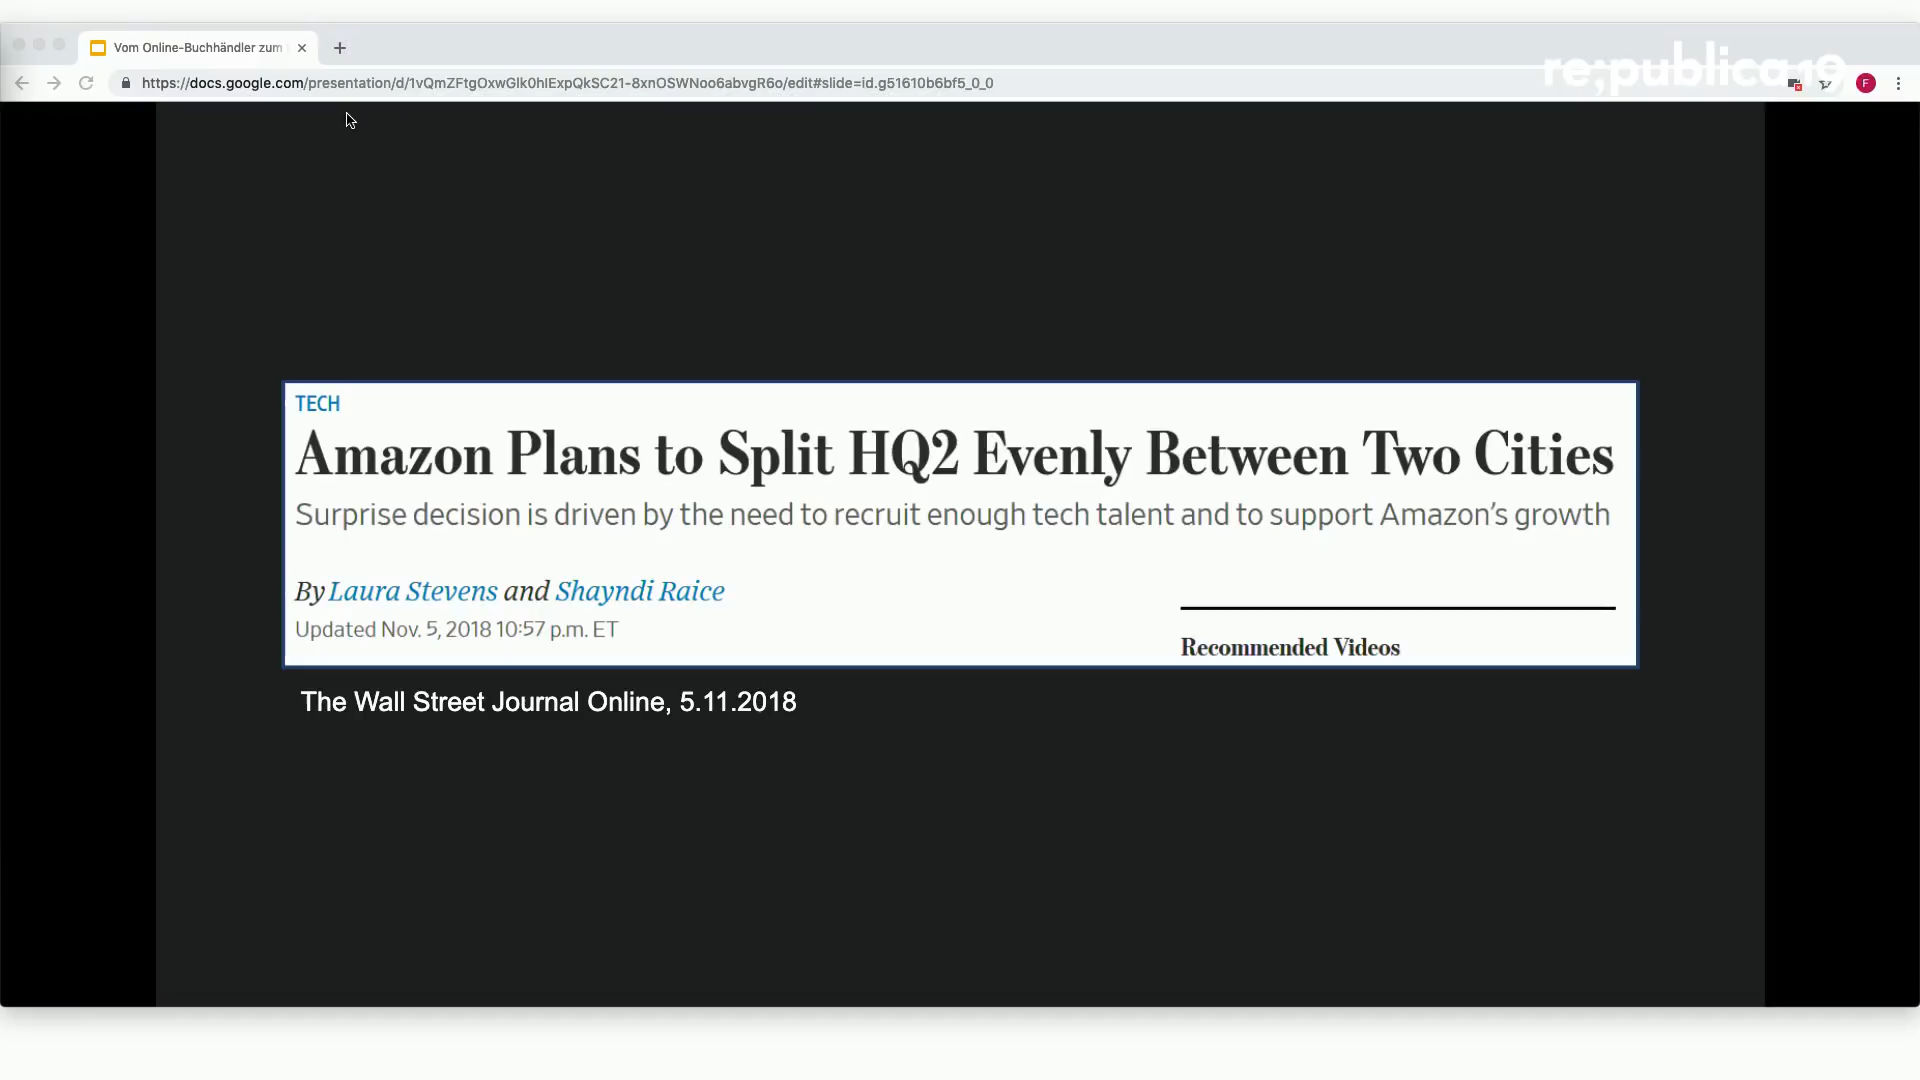 Vom Online-Buchhändler zum
https://docs.google.com/presentation/d/1vQmZFtgOxwGlk0hIExpQkSC21-8xnOSWNoo6abvgR6o/edit#slide=id.g51610b6bf5_0_0
re;publica 19
F
TECH
Amazon Plans to Split HQ2 Evenly Between Two Cities
Surprise decision is driven by the need to recruit enough tech talent and to support Amazon’s growth
By Laura Stevens and Shayndi Raice
Updated Nov. 5, 2018 10:57 p.m. ET
Recommended Videos
The Wall Street Journal Online, 5.11.2018